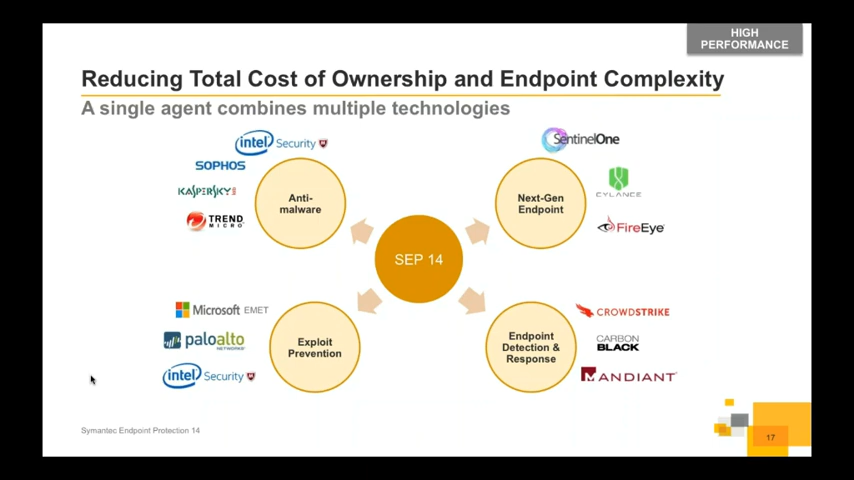 HIGH
PERFORMANCE
Reducing Total Cost of Ownership and Endpoint Complexity
A single agent combines multiple technologies
intel Security
SOPHOS
KASPERSKY
TREND
MICRO
Anti-
malware
SentinelOne
CYLANCE
FireEye
Next-Gen
Endpoint
SEP 14
Microsoft EMET
paloalto
NETWORKS
intel Security
Exploit
Prevention
Endpoint
Detection &
Response
CROWDSTRIKE
CARBON
BLACK
MANDIANT
Symantec Endpoint Protection 14
17